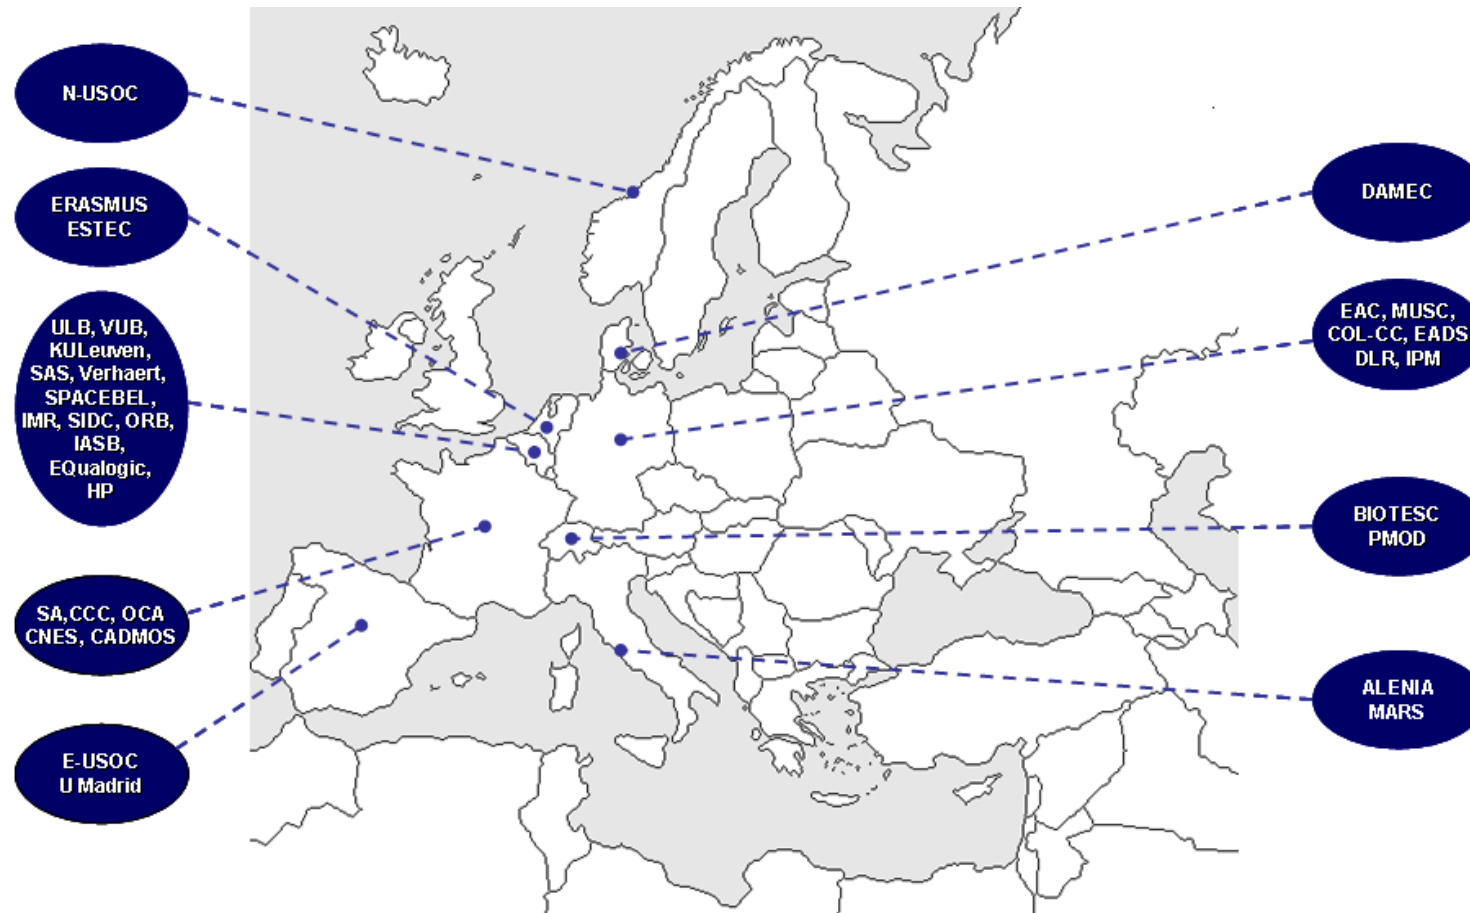 N-USOC
ERASMUS
ESTEC
ULB, VUB,
KULeuven,
SAS, Verhaert,
SPACEBEL,
IMR, SIDC, ORB,
IASB,
EQualogic,
HP
SA,CCC, OCA
CNES, CADMOS
E-USOC
U Madrid
DAMEC
EAC, MUSC,
COL-CC, EADS
DLR, IPM
BIOTESC
PMOD
ALENIA
MARS